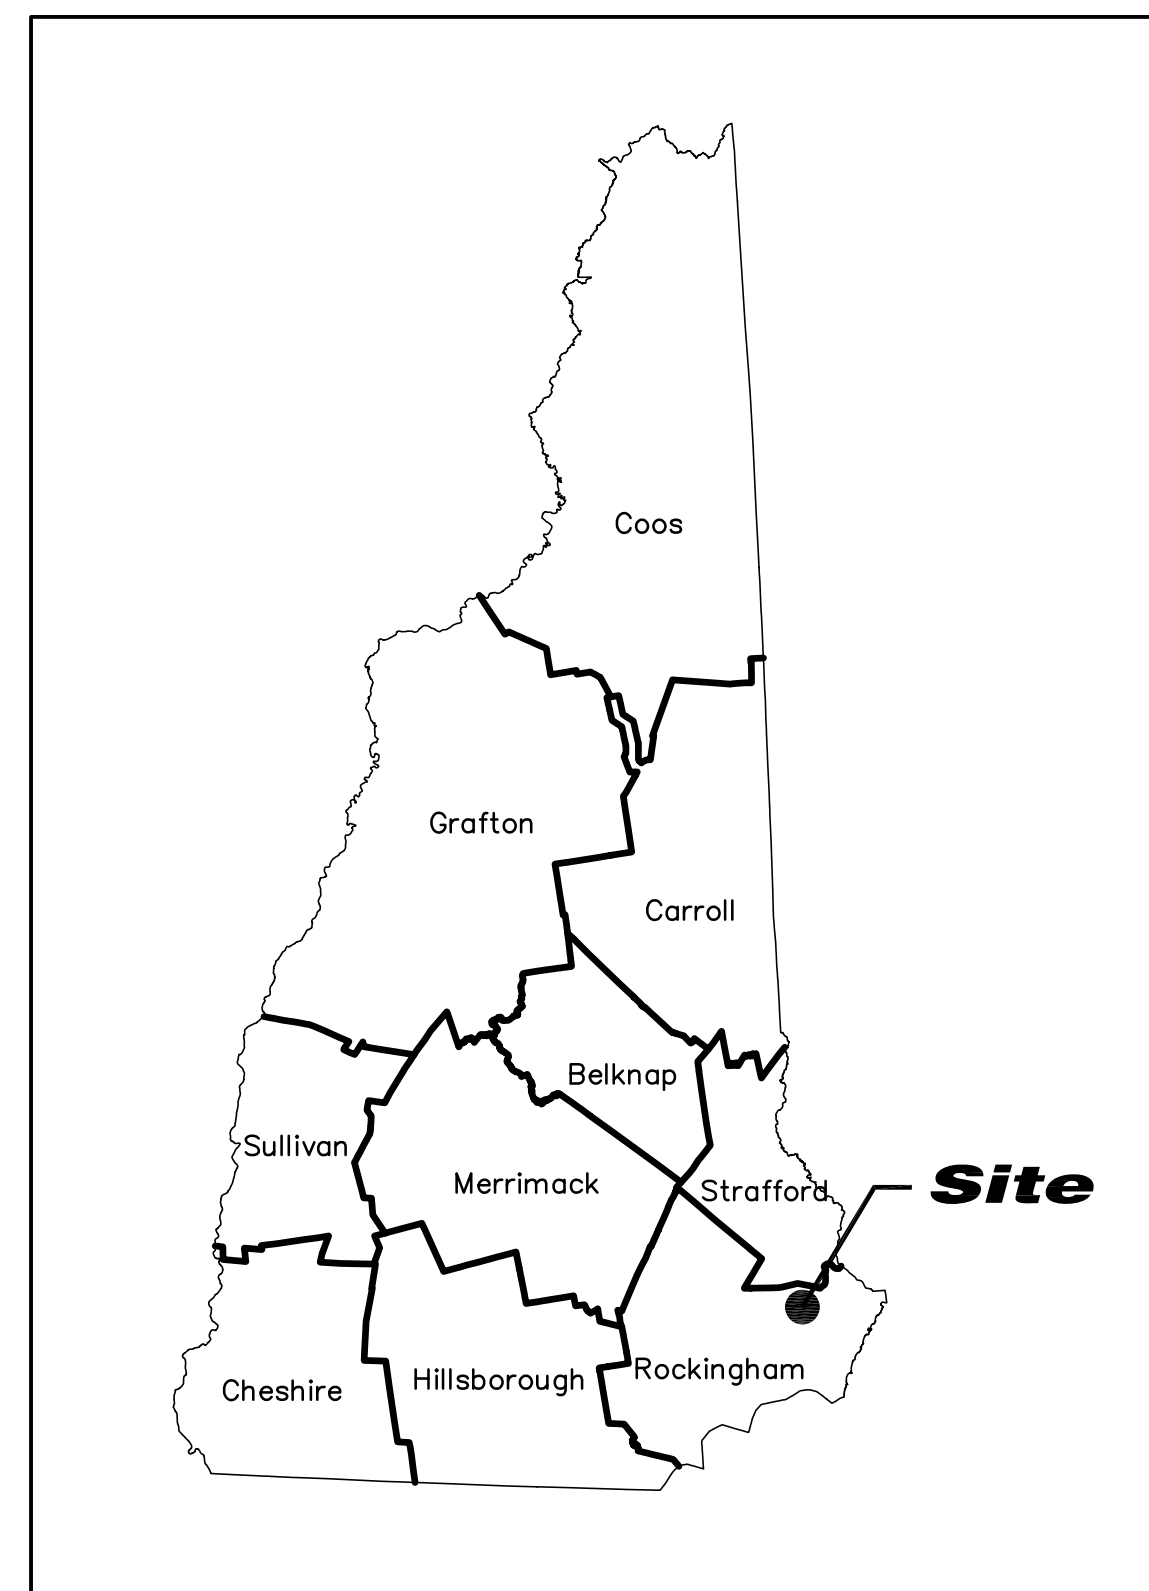 Coos
Grafton
Carroll
Belknap
Sullivan
Merrimack
Strafford
Site
Rockingham
Hillsborough
Cheshire